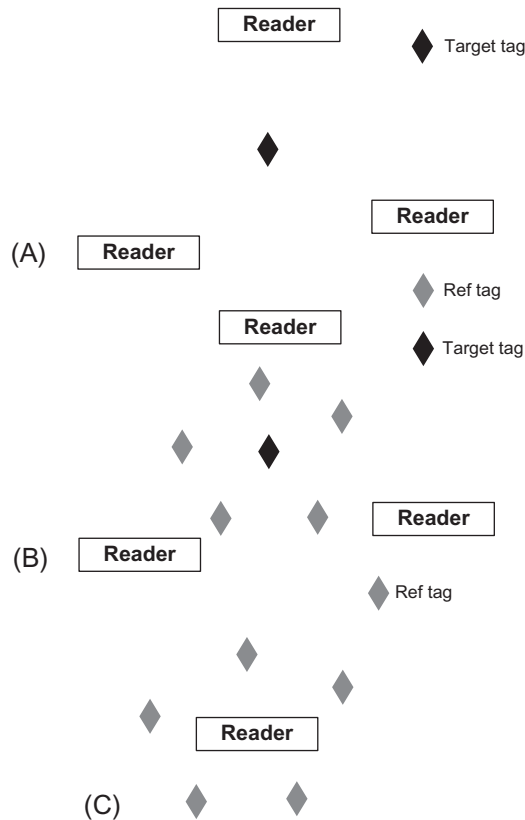 Reader
Target tag
Reader
(A)
Reader
Ref tag
Reader
Target tag
Reader
(B)
Reader
Ref tag
Reader
(C)